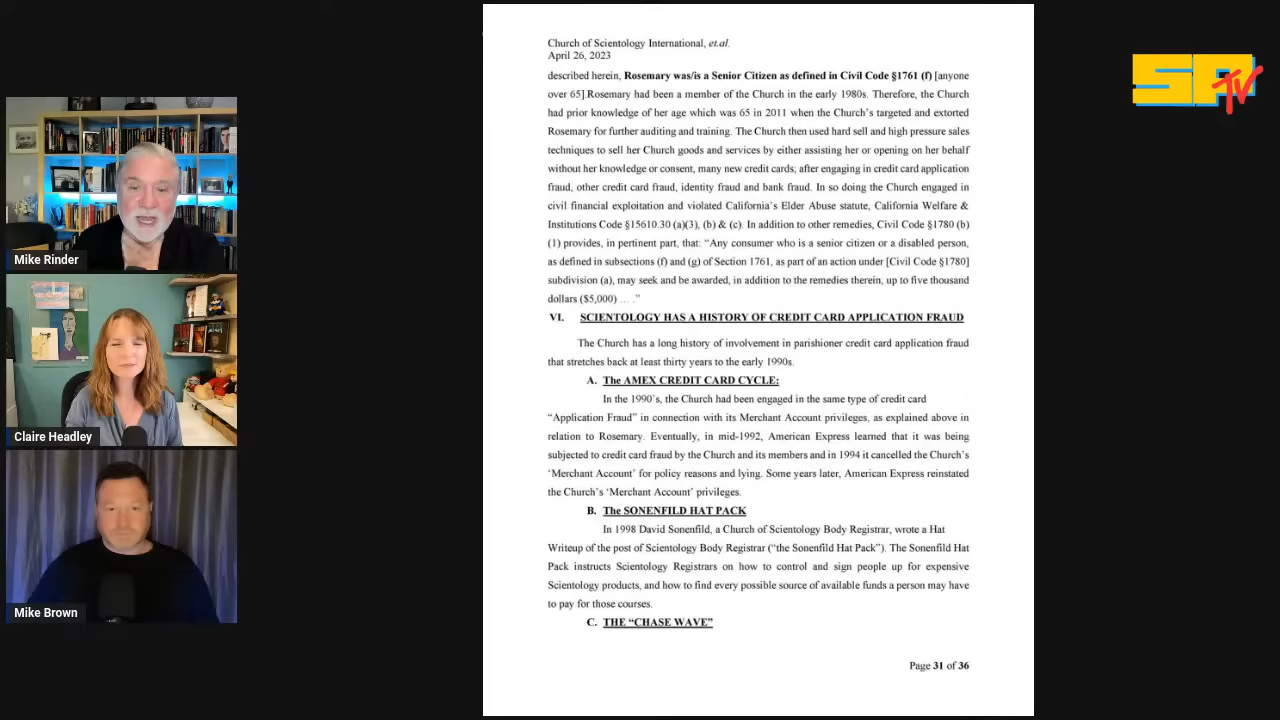 Church of Scientology International, et.al.
April 26, 2023
described herein, Rosemary was/is a Senior Citizen as defined in Civil Code §1761 (f) [anyone
over 65].Rosemary had been a member of the Church in the early 1980s. Therefore, the Church
had prior knowledge of her age which was 65 in 2011 when the Church's targeted and extorted
Rosemary for further auditing and training. The Church then used hard sell and high pressure sales
techniques to sell her Church goods and services by either assisting her or opening on her behalf
without her knowledge or consent, many new credit cards; after engaging in credit card application
fraud, other credit card fraud, identity fraud and bank fraud. In so doing the Church engaged in
civil financial exploitation and violated California's Elder Abuse statute, California Welfare &
Institutions Code §15610.30 (a)(3), (b) & (c). In addition to other remedies, Civil Code §1780 (b)
(1) provides, in pertinent part, that: "Any consumer who is a senior citizen or a disabled person,
as defined in subsections (f) and (g) of Section 1761, as part of an action under [Civil Code §1780]
subdivision (a), may seek and be awarded, in addition to the remedies therein, up to five thousand
dollars ($5,000) … ."
VI. SCIENTOLOGY HAS A HISTORY OF CREDIT CARD APPLICATION FRAUD
The Church has a long history of involvement in parishioner credit card application fraud
that stretches back at least thirty years to the early 1990s.
A. The AMEX CREDIT CARD CYCLE:
In the 1990's, the Church had been engaged in the same type of credit card
"Application Fraud" in connection with its Merchant Account privileges, as explained above in
relation to Rosemary. Eventually, in mid-1992, American Express learned that it was being
subjected to credit card fraud by the Church and its members and in 1994 it cancelled the Church's
'Merchant Account' for policy reasons and lying. Some years later, American Express reinstated
the Church's 'Merchant Account' privileges.
B. The SONENFILD HAT PACK
In 1998 David Sonenfild, a Church of Scientology Body Registrar, wrote a Hat
Writeup of the post of Scientology Body Registrar ("the Sonenfild Hat Pack"). The Sonenfild Hat
Pack instructs Scientology Registrars on how to control and sign people up for expensive
Scientology products, and how to find every possible source of available funds a person may have
to pay for those courses.
C. THE "CHASE WAVE"
Page 31 of 36
Mike Rinder
Claire Headley
Mike Brown
SPTV